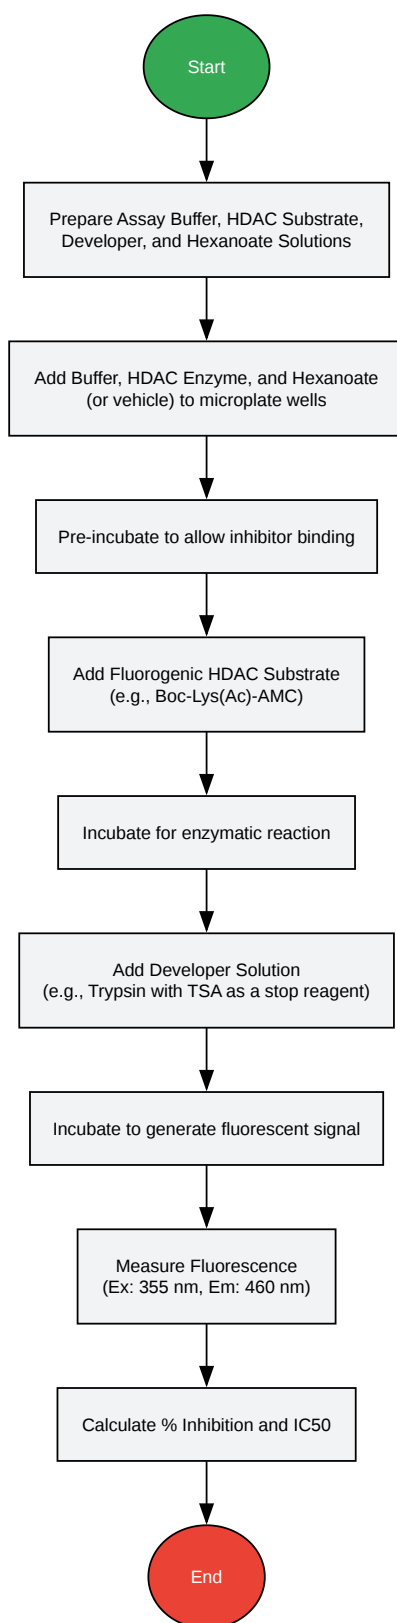 Start
Prepare Assay Buffer, HDAC Substrate,
Developer, and Hexanoate Solutions
Add Buffer, HDAC Enzyme, and Hexanoate
(or vehicle) to microplate wells
Pre-incubate to allow inhibitor binding
Add Fluorogenic HDAC Substrate
(e.g., Boc-Lys(Ac)-AMC)
Incubate for enzymatic reaction
Add Developer Solution
(e.g., Trypsin with TSA as a stop reagent)
Incubate to generate fluorescent signal
Measure Fluorescence
(Ex: 355 nm, Em: 460 nm)
Calculate % Inhibition and IC50
End